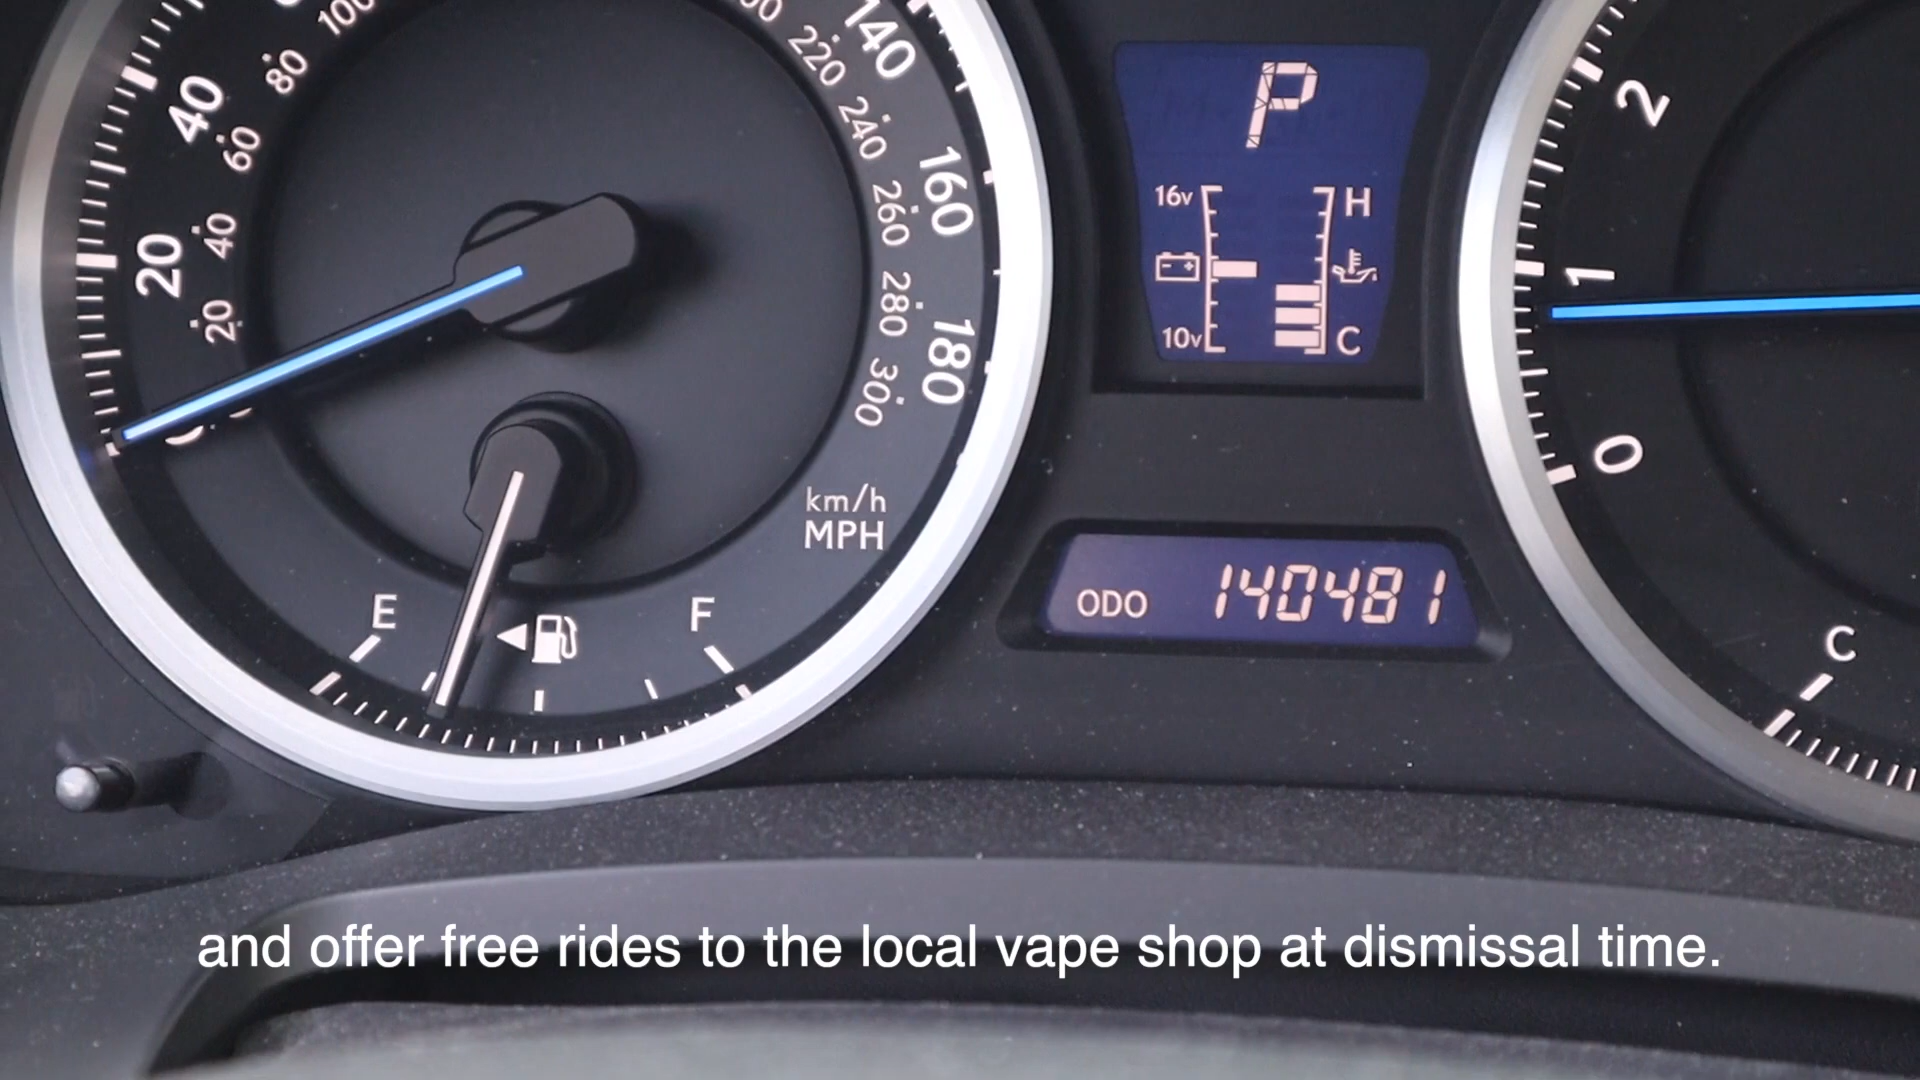 100
80
40
60
20
40
20
140
220
240
160
260
280
180
300
km/h
MPH
E
F
P
16v
H
10v
C
ODO 140481
2
1
0
C
and offer free rides to the local vape shop at dismissal time.